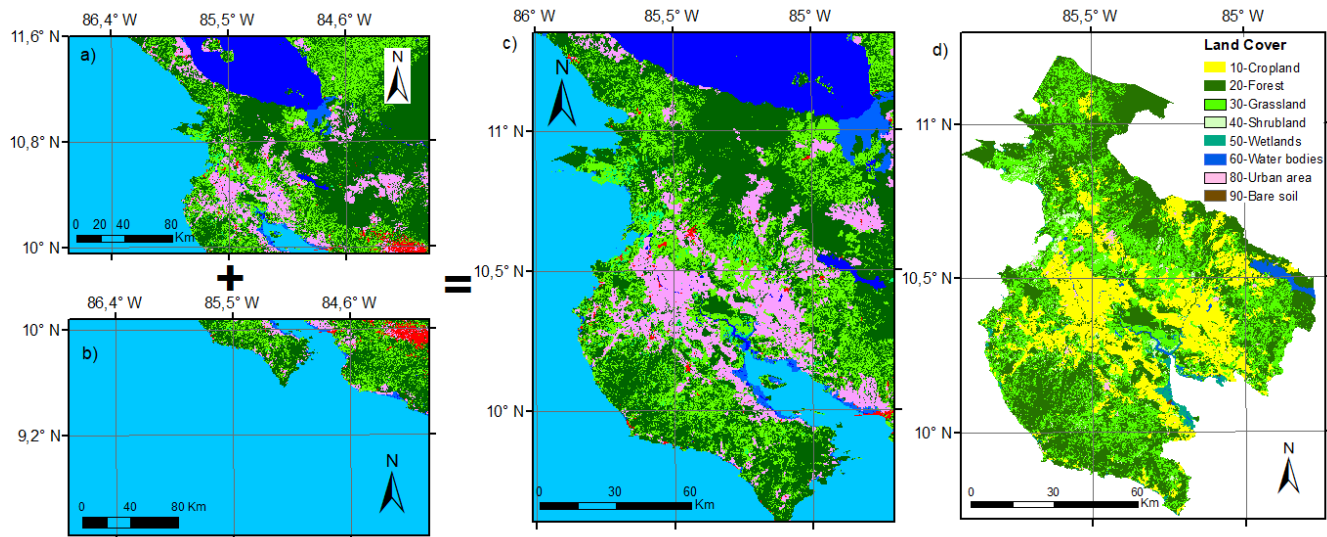 86,4° W 85,5° W 84,6° W
11,6° N
10,8° N
10° N
a)
N
0 20 40 80
Km
+
86,4° W 85,5° W 84,6° W
10° N
9,2° N
b)
N
0 40 80 Km
=
86° W 85,5° W 85° W
c)
N
11° N
10,5° N
10° N
0 30 60
Km
85,5° W 85° W
d)
11° N
10,5° N
10° N
Land Cover
10-Cropland
20-Forest
30-Grassland
40-Shrubland
50-Wetlands
60-Water bodies
80-Urban area
90-Bare soil
N
0 30 60
Km